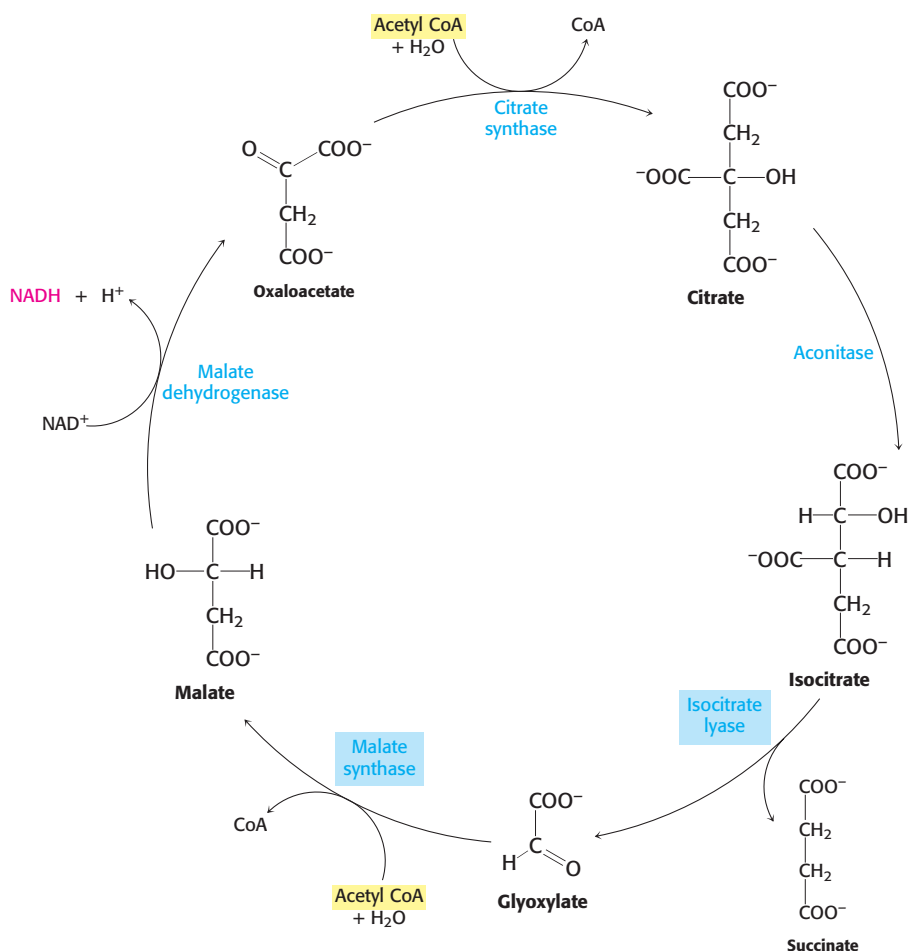 Acetyl CoA
+ H₂O
CoA
Citrate
synthase
COO⁻
CH₂
⁻OOC C OH
CH₂
COO⁻
Citrate
O COO⁻
C
CH₂
COO⁻
Oxaloacetate
NADH + H⁺
Malate
dehydrogenase
NAD⁺
Aconitase
COO⁻
H C OH
⁻OOC C H
CH₂
COO⁻
Isocitrate
COO⁻
HO C H
CH₂
COO⁻
Malate
Isocitrate
lyase
Malate
synthase
CoA
Acetyl CoA
+ H₂O
COO⁻
C
H O
Glyoxylate
COO⁻
CH₂
CH₂
COO⁻
Succinate